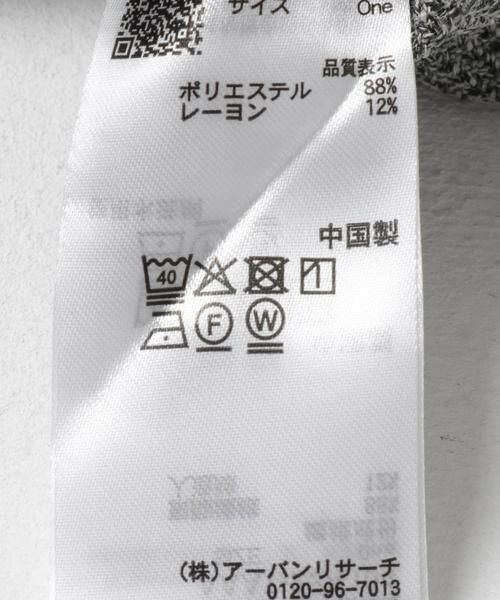 サイズ One
品質表示
ポリエステル 88%
レーヨン 12%
中国製
40
F W
(株)アーバンリサーチ
0120-96-7013